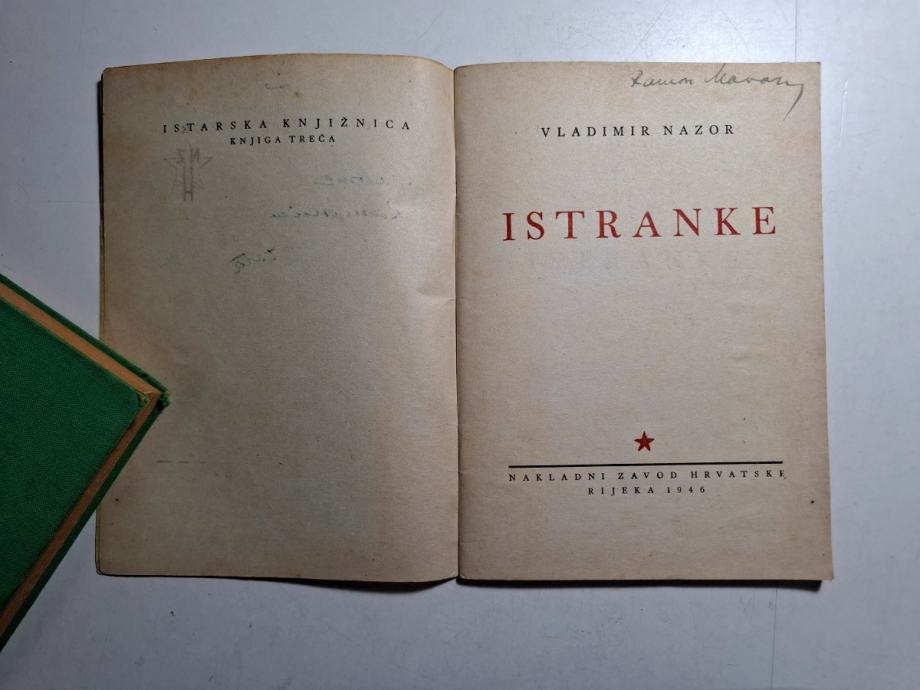 ISTARSKA KNJIŽNICA
KNJIGA TREĆA
VLADIMIR NAZOR
ISTRANKE
NAKLADNI ZAVOD HRVATSKE
RIJEKA 1946